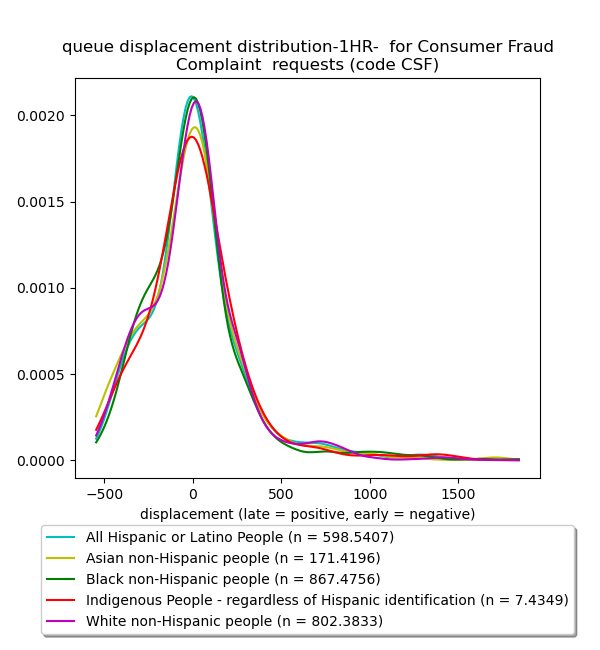 queue displacement distribution-1HR-  for Consumer Fraud
Complaint  requests (code CSF)
0.0020
0.0015
0.0010
0.0005
0.0000
−500 0 500 1000 1500
displacement (late = positive, early = negative)
All Hispanic or Latino People (n = 598.5407)
Asian non-Hispanic people (n = 171.4196)
Black non-Hispanic people (n = 867.4756)
Indigenous People - regardless of Hispanic identification (n = 7.4349)
White non-Hispanic people (n = 802.3833)